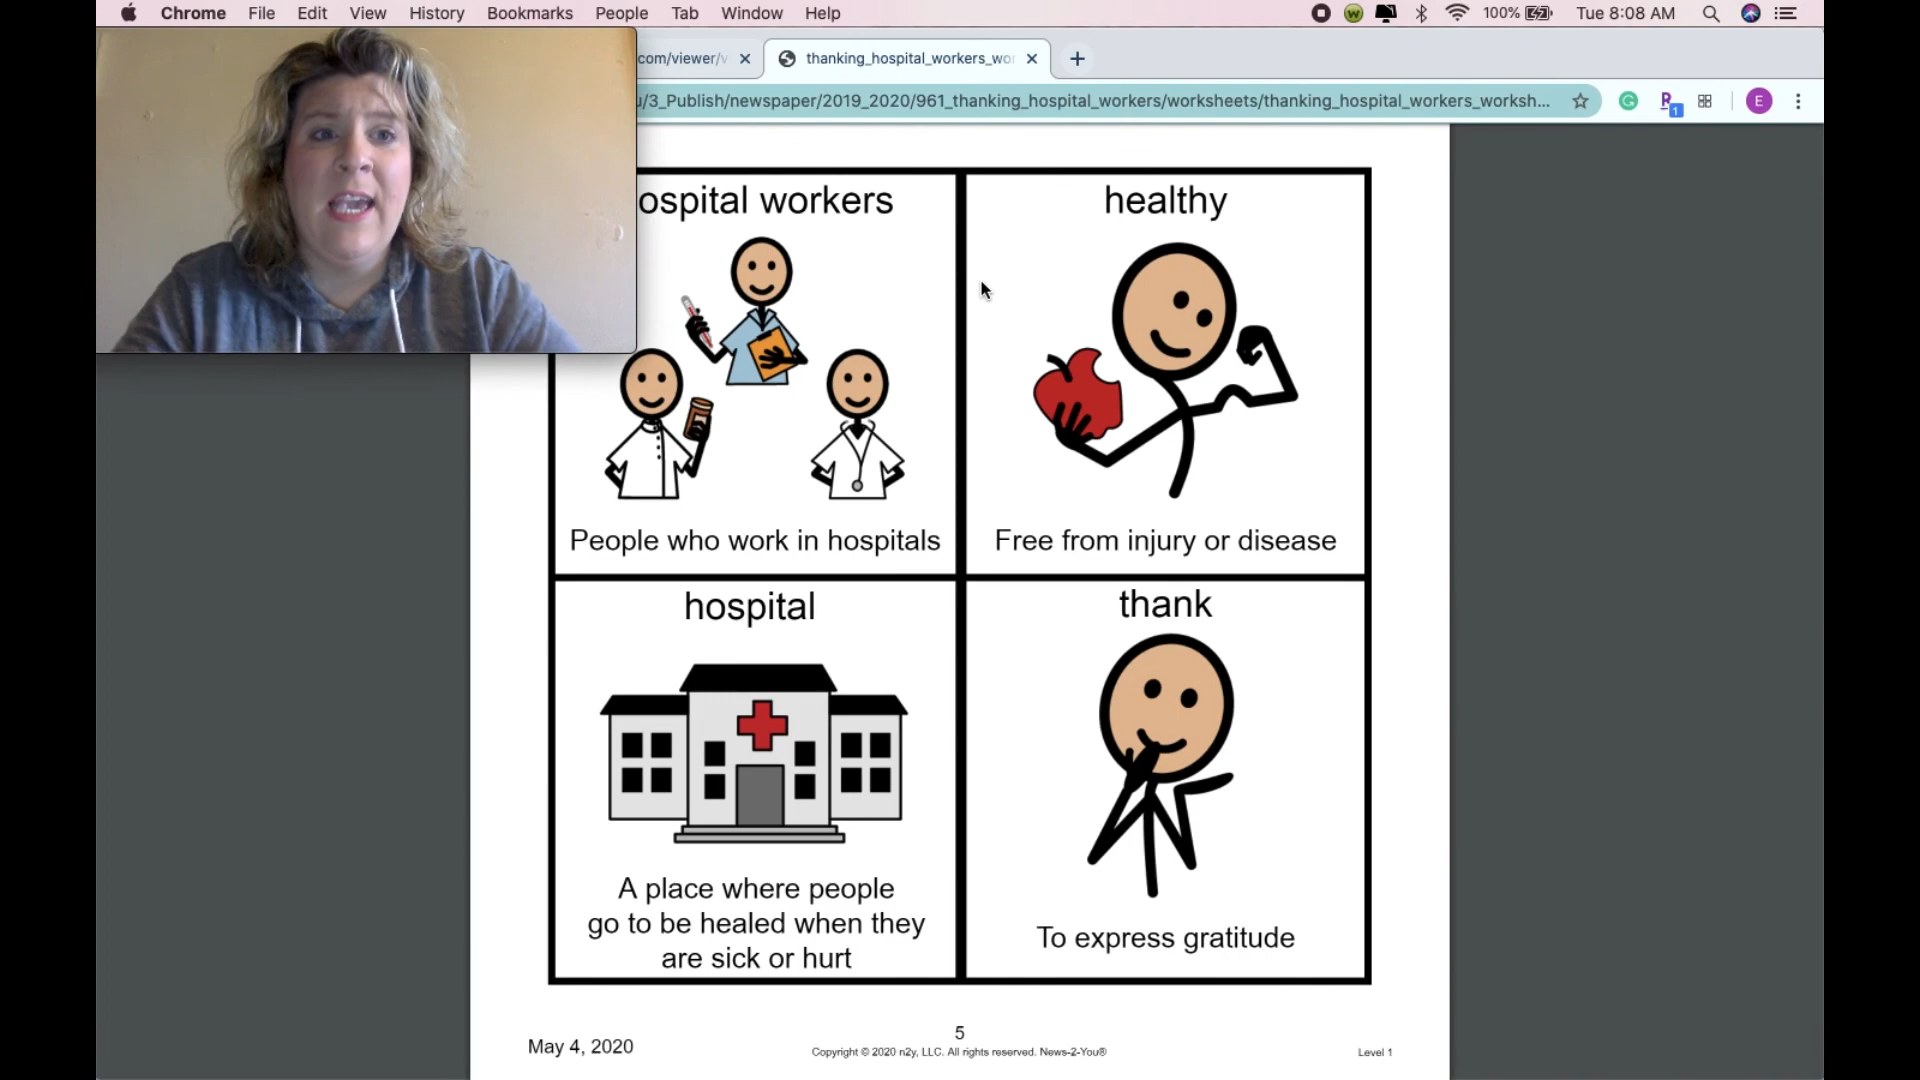 Chrome File Edit View History Bookmarks People Tab Window Help 100% Tue 8:08 AM
com/viewer/v thanking_hospital_workers_wor
u/3_Publish/newspaper/2019_2020/961_thanking_hospital_workers/worksheets/thanking_hospital_workers_worksh... 1 E
ospital workers
People who work in hospitals
healthy
Free from injury or disease
hospital
A place where people
go to be healed when they
are sick or hurt
thank
To express gratitude
May 4, 2020
5
Copyright © 2020 n2y, LLC. All rights reserved. News-2-You®
Level 1